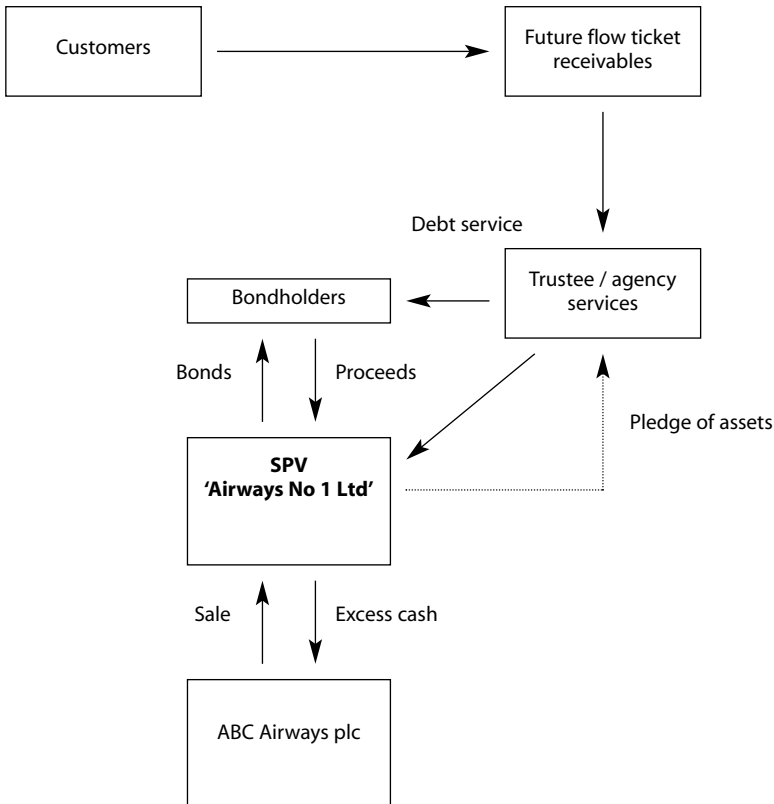 Customers
Future flow ticket
receivables
Debt service
Trustee / agency
services
Bondholders
Bonds
Proceeds
Pledge of assets
SPV
‘Airways No 1 Ltd’
Sale
Excess cash
ABC Airways plc